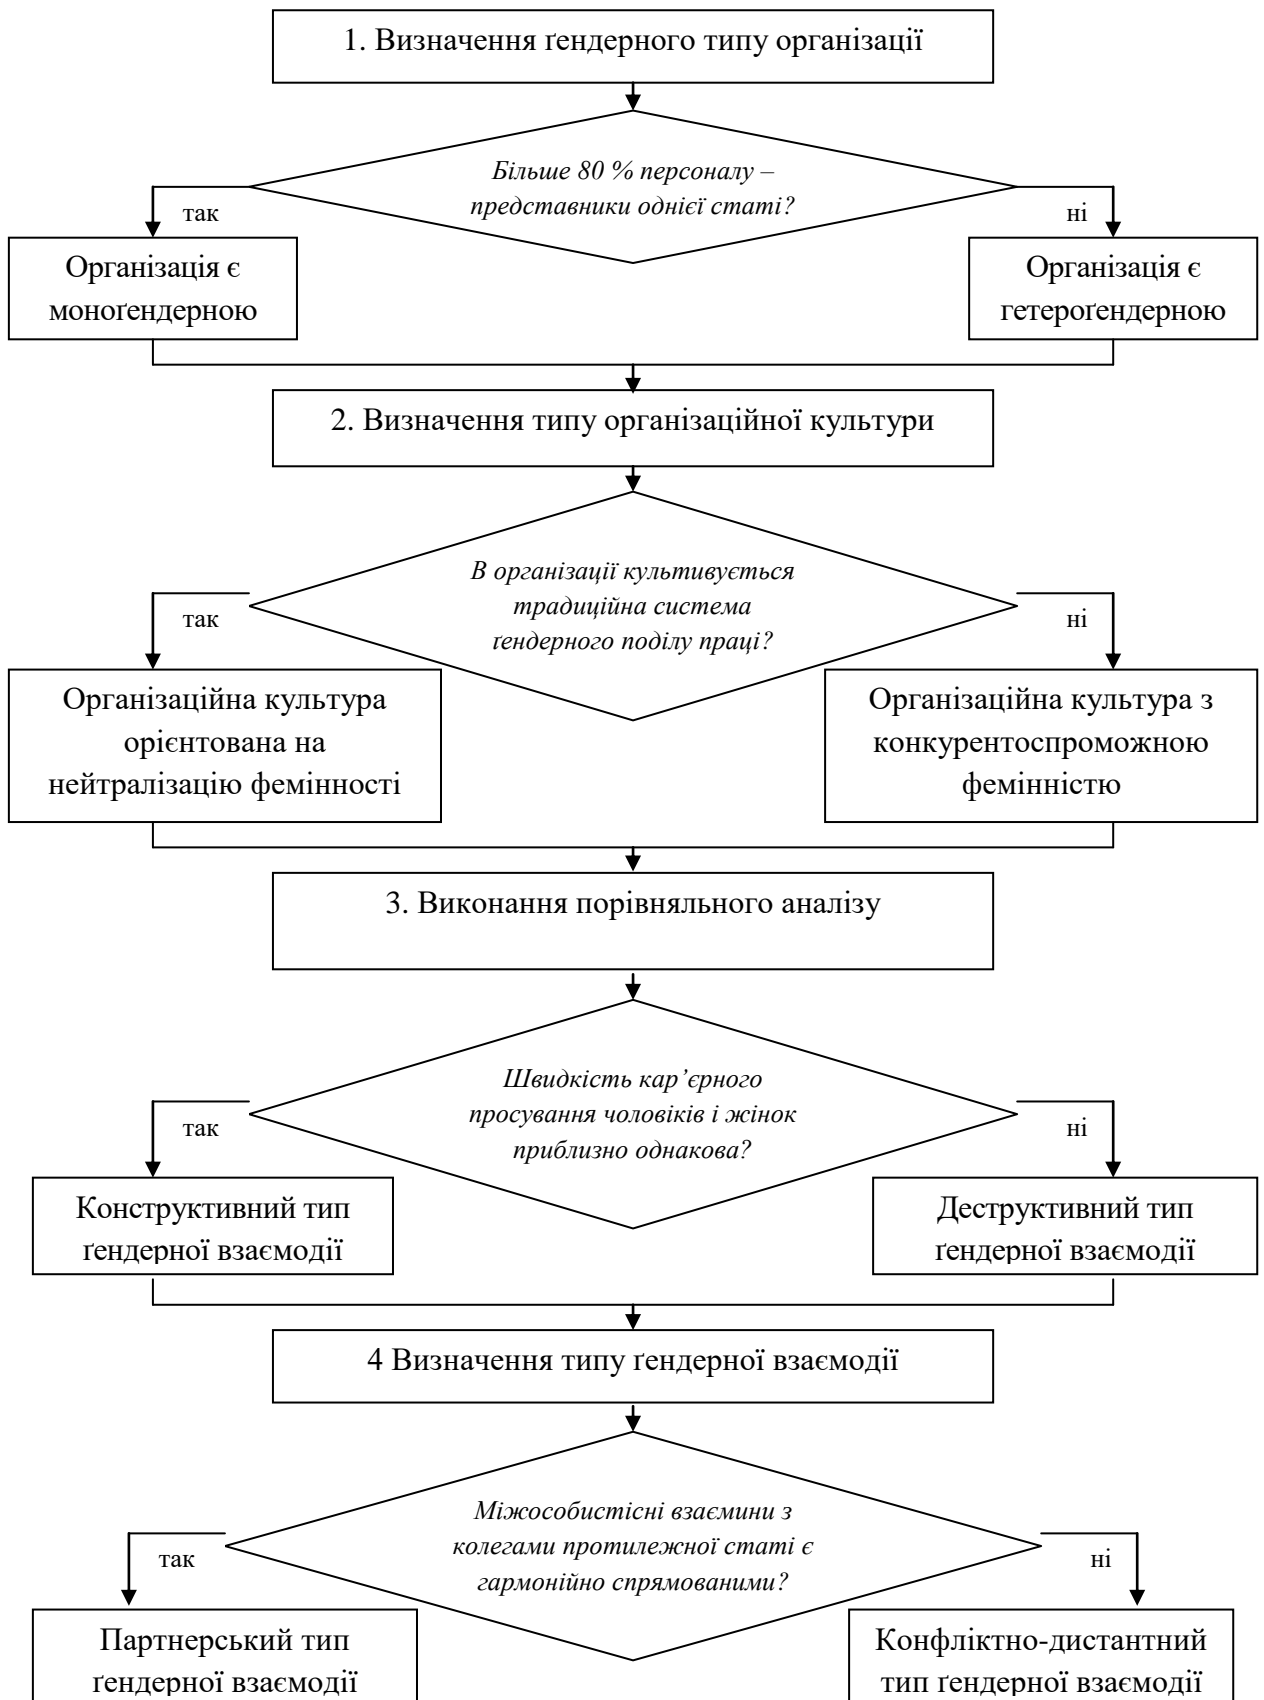 1. Визначення ґендерного типу організації
Більше 80 % персоналу –
представники однієї статі?
так
ні
Організація є
моноґендерною
Організація є
гетероґендерною
2. Визначення типу організаційної культури
В організації культивується
традиційна система
ґендерного поділу праці?
так
ні
Організаційна культура
орієнтована на
нейтралізацію фемінності
Організаційна культура з
конкурентоспроможною
фемінністю
3. Виконання порівняльного аналізу
Швидкість кар’єрного
просування чоловіків і жінок
приблизно однакова?
так
ні
Конструктивний тип
ґендерної взаємодії
Деструктивний тип
ґендерної взаємодії
4 Визначення типу ґендерної взаємодії
Міжособистісні взаємини з
колегами протилежної статі є
гармонійно спрямованими?
так
ні
Партнерський тип
ґендерної взаємодії
Конфліктно-дистантний
тип ґендерної взаємодії